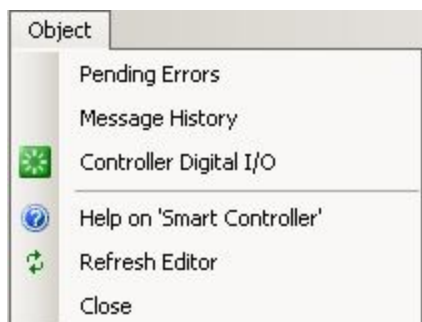 Object
Pending Errors
Message History
Controller Digital I/O
Help on 'Smart Controller'
Refresh Editor
Close